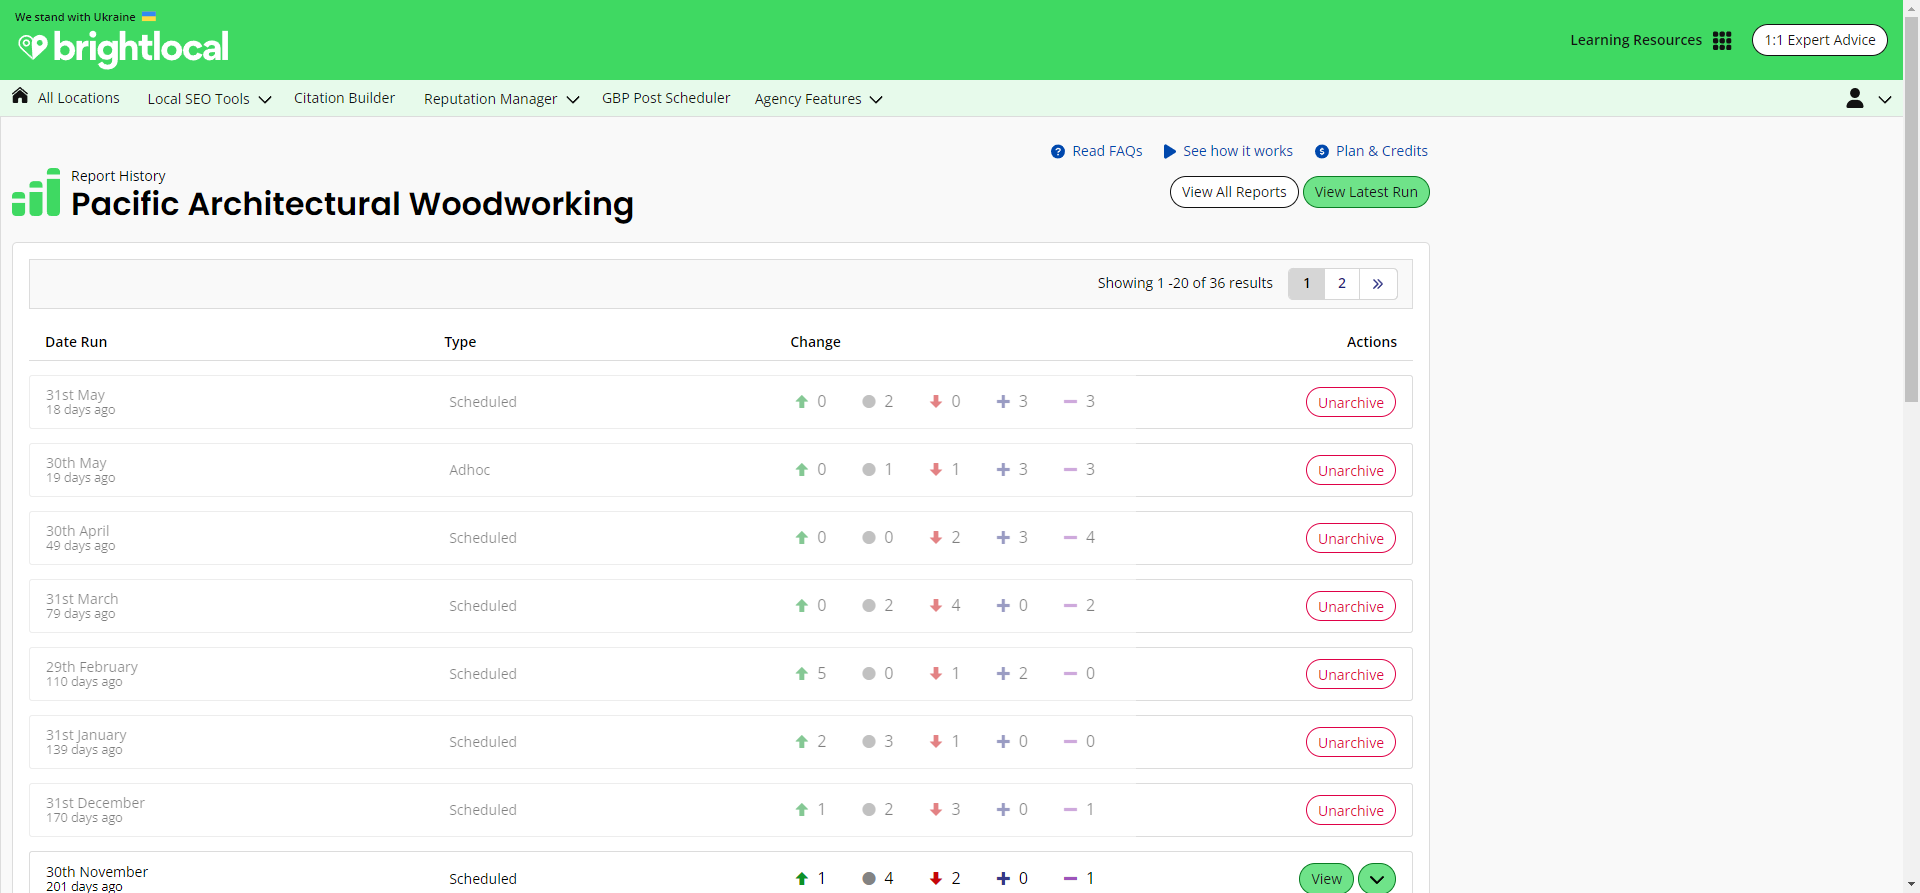 We stand with Ukraine
brightlocal
Learning Resources
1:1 Expert Advice
All Locations
Local SEO Tools
Citation Builder
Reputation Manager
GBP Post Scheduler
Agency Features
Read FAQs
See how it works
Plan & Credits
Report History
Pacific Architectural Woodworking
View All Reports
View Latest Run
Showing 1 -20 of 36 results 1 2 »
Date Run Type Change Actions
31st May
18 days ago
Scheduled 0 2 0 3 3 Unarchive
30th May
19 days ago
Adhoc 0 1 1 3 3 Unarchive
30th April
49 days ago
Scheduled 0 0 2 3 4 Unarchive
31st March
79 days ago
Scheduled 0 2 4 0 2 Unarchive
29th February
110 days ago
Scheduled 5 0 1 2 0 Unarchive
31st January
139 days ago
Scheduled 2 3 1 0 0 Unarchive
31st December
170 days ago
Scheduled 1 2 3 0 1 Unarchive
30th November
201 days ago
Scheduled 1 4 2 0 1 View